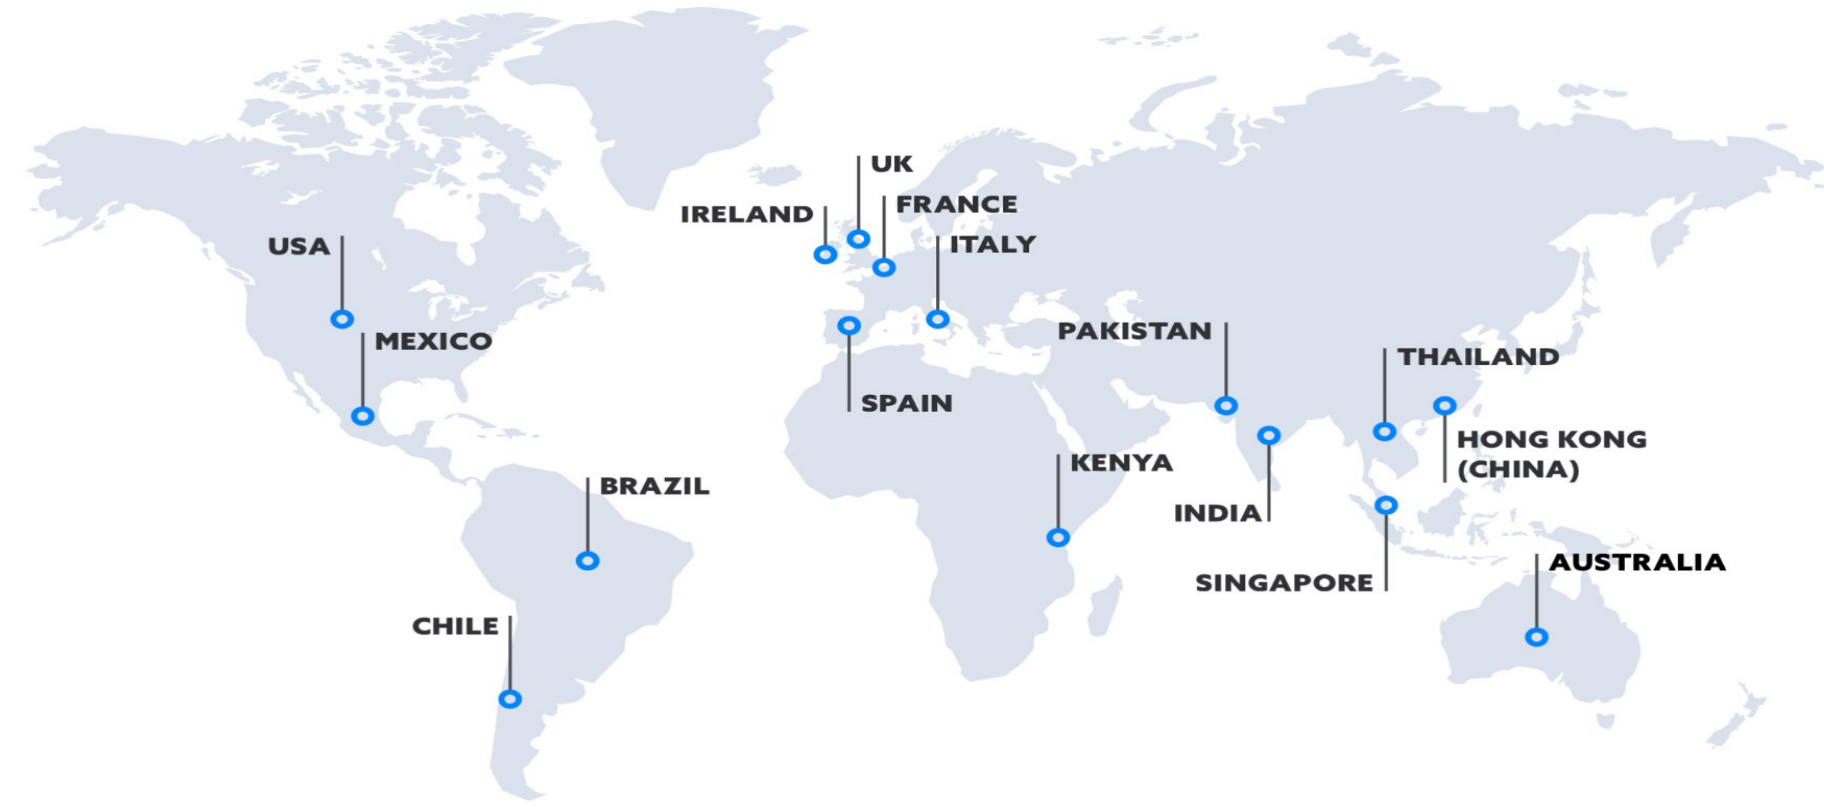 UK
FRANCE
IRELAND
ITALY
USA
PAKISTAN
MEXICO
THAILAND
SPAIN
HONG KONG
(CHINA)
KENYA
BRAZIL
INDIA
AUSTRALIA
SINGAPORE
CHILE